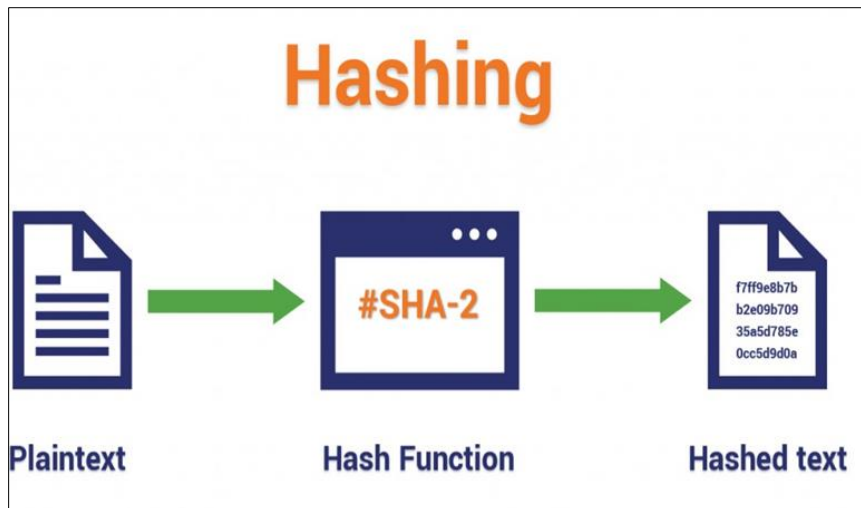 Hashing
#SHA-2
f7ff9e8b7b
b2e09b709
35a5d785e
0cc5d9d0a
Plaintext
Hash Function
Hashed text